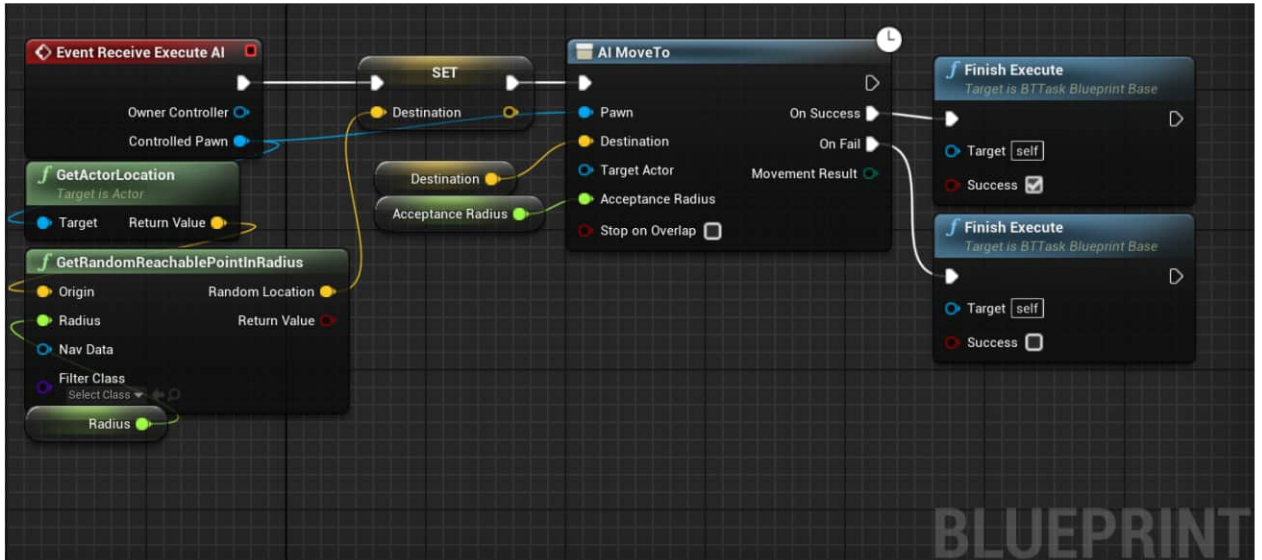 Event Receive Execute AI
Owner Controller
Controlled Pawn
f GetActorLocation
Target is Actor
Target Return Value
f GetRandomReachablePointInRadius
Origin Random Location
Radius Return Value
Nav Data
Filter Class
Select Class
Radius
SET
Destination
Destination
Acceptance Radius
AI MoveTo
Pawn On Success
Destination On Fail
Target Actor Movement Result
Acceptance Radius
Stop on Overlap
f Finish Execute
Target is BTTask Blueprint Base
Target self
Success
f Finish Execute
Target is BTTask Blueprint Base
Target self
Success
BLUEPRINT